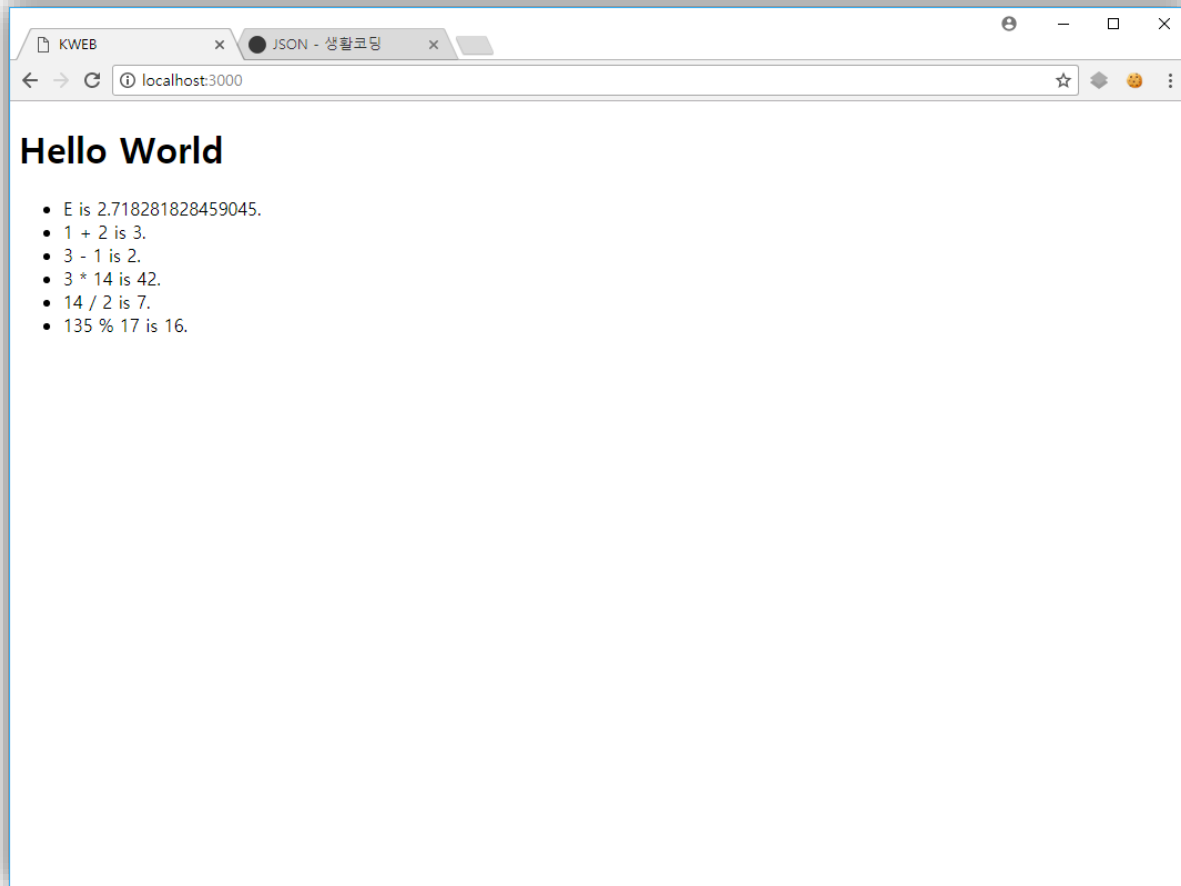 KWEB
JSON - 생활코딩
localhost:3000
Hello World
E is 2.718281828459045.
1 + 2 is 3.
3 - 1 is 2.
3 * 14 is 42.
14 / 2 is 7.
135 % 17 is 16.